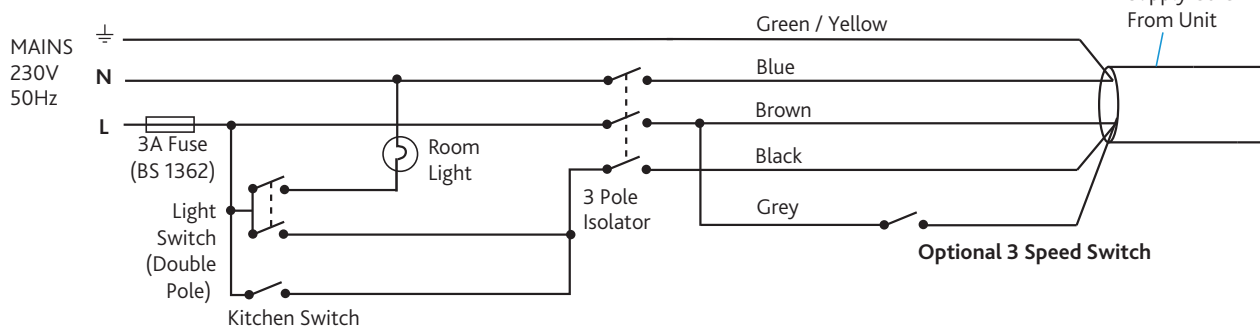 From Unit
Green / Yellow
MAINS
230V
50Hz
N
Blue
L
Brown
3A Fuse
(BS 1362)
Room
Light
Black
3 Pole
Isolator
Light
Switch
(Double
Pole)
Grey
Optional 3 Speed Switch
Kitchen Switch